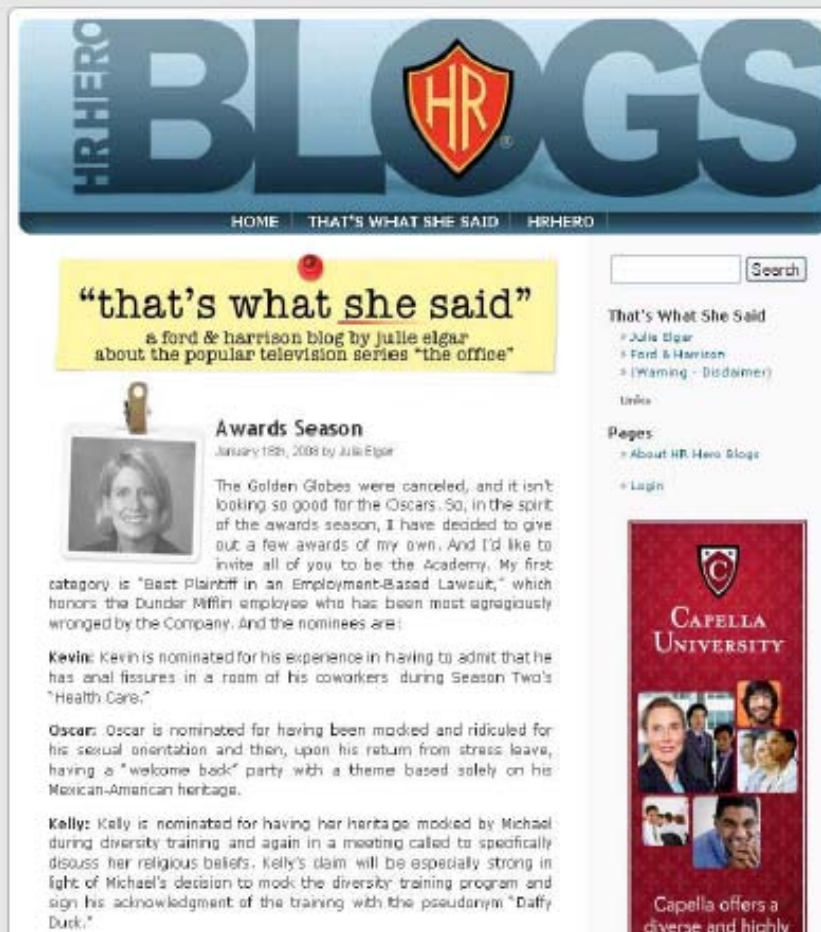 HR HERO
BLOGS
HR
®
HOME THAT'S WHAT SHE SAID HRHERO
"that's what she said"
a ford & harrison blog by julie elgar
about the popular television series "the office"
Awards Season
January 18th, 2008 by Julie Elgar
The Golden Globes were canceled, and it isn't
looking so good for the Oscars. So, in the spirit
of the awards season, I have decided to give
out a few awards of my own. And I'd like to
invite all of you to be the Academy. My first
category is "Best Plaintiff in an Employment-Based Lawsuit," which
honors the Dunder Mifflin employee who has been most egregiously
wronged by the Company. And the nominees are:
Kevin: Kevin is nominated for his experience in having to admit that he
has anal fissures in a room of his coworkers during Season Two's
"Health Care."
Oscar: Oscar is nominated for having been mocked and ridiculed for
his sexual orientation and then, upon his return from stress leave,
having a "welcome back" party with a theme based solely on his
Mexican-American heritage.
Kelly: Kelly is nominated for having her heritage mocked by Michael
during diversity training and again in a meeting called to specifically
discuss her religious beliefs. Kelly's claim will be especially strong in
light of Michael's decision to mock the diversity training program and
sign his acknowledgment of the training with the pseudonym "Daffy
Duck."
Search
That's What She Said
» Julie Elgar
» Ford & Harrison
» (Warning - Disclaimer)
Links
Pages
» About HR Hero Blogs
» Login
C
CAPELLA
UNIVERSITY
Capella offers a
diverse and highly